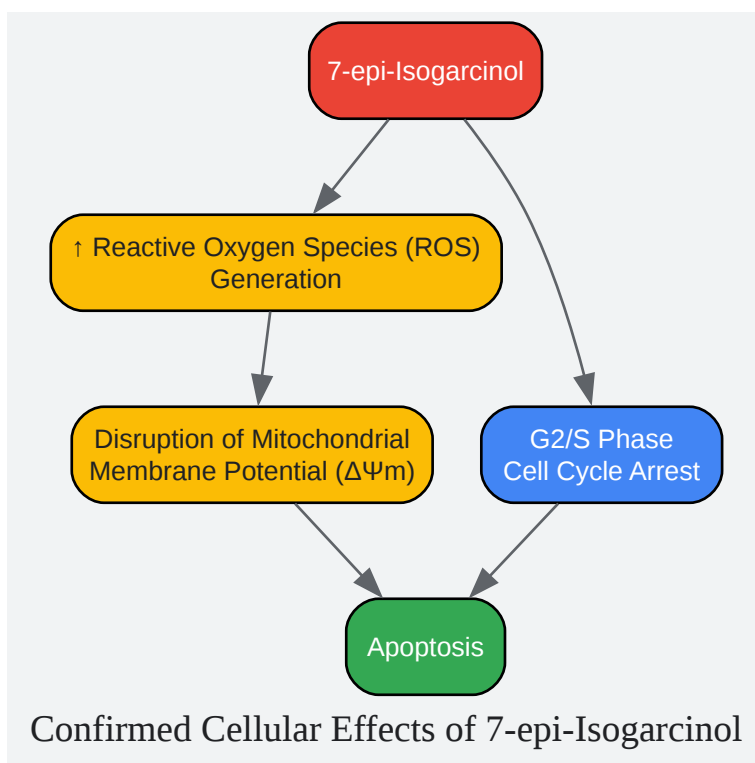 7-epi-Isogarcinol
↑ Reactive Oxygen Species (ROS)
Generation
Disruption of Mitochondrial
Membrane Potential (ΔΨm)
G2/S Phase
Cell Cycle Arrest
Apoptosis
Confirmed Cellular Effects of 7-epi-Isogarcinol